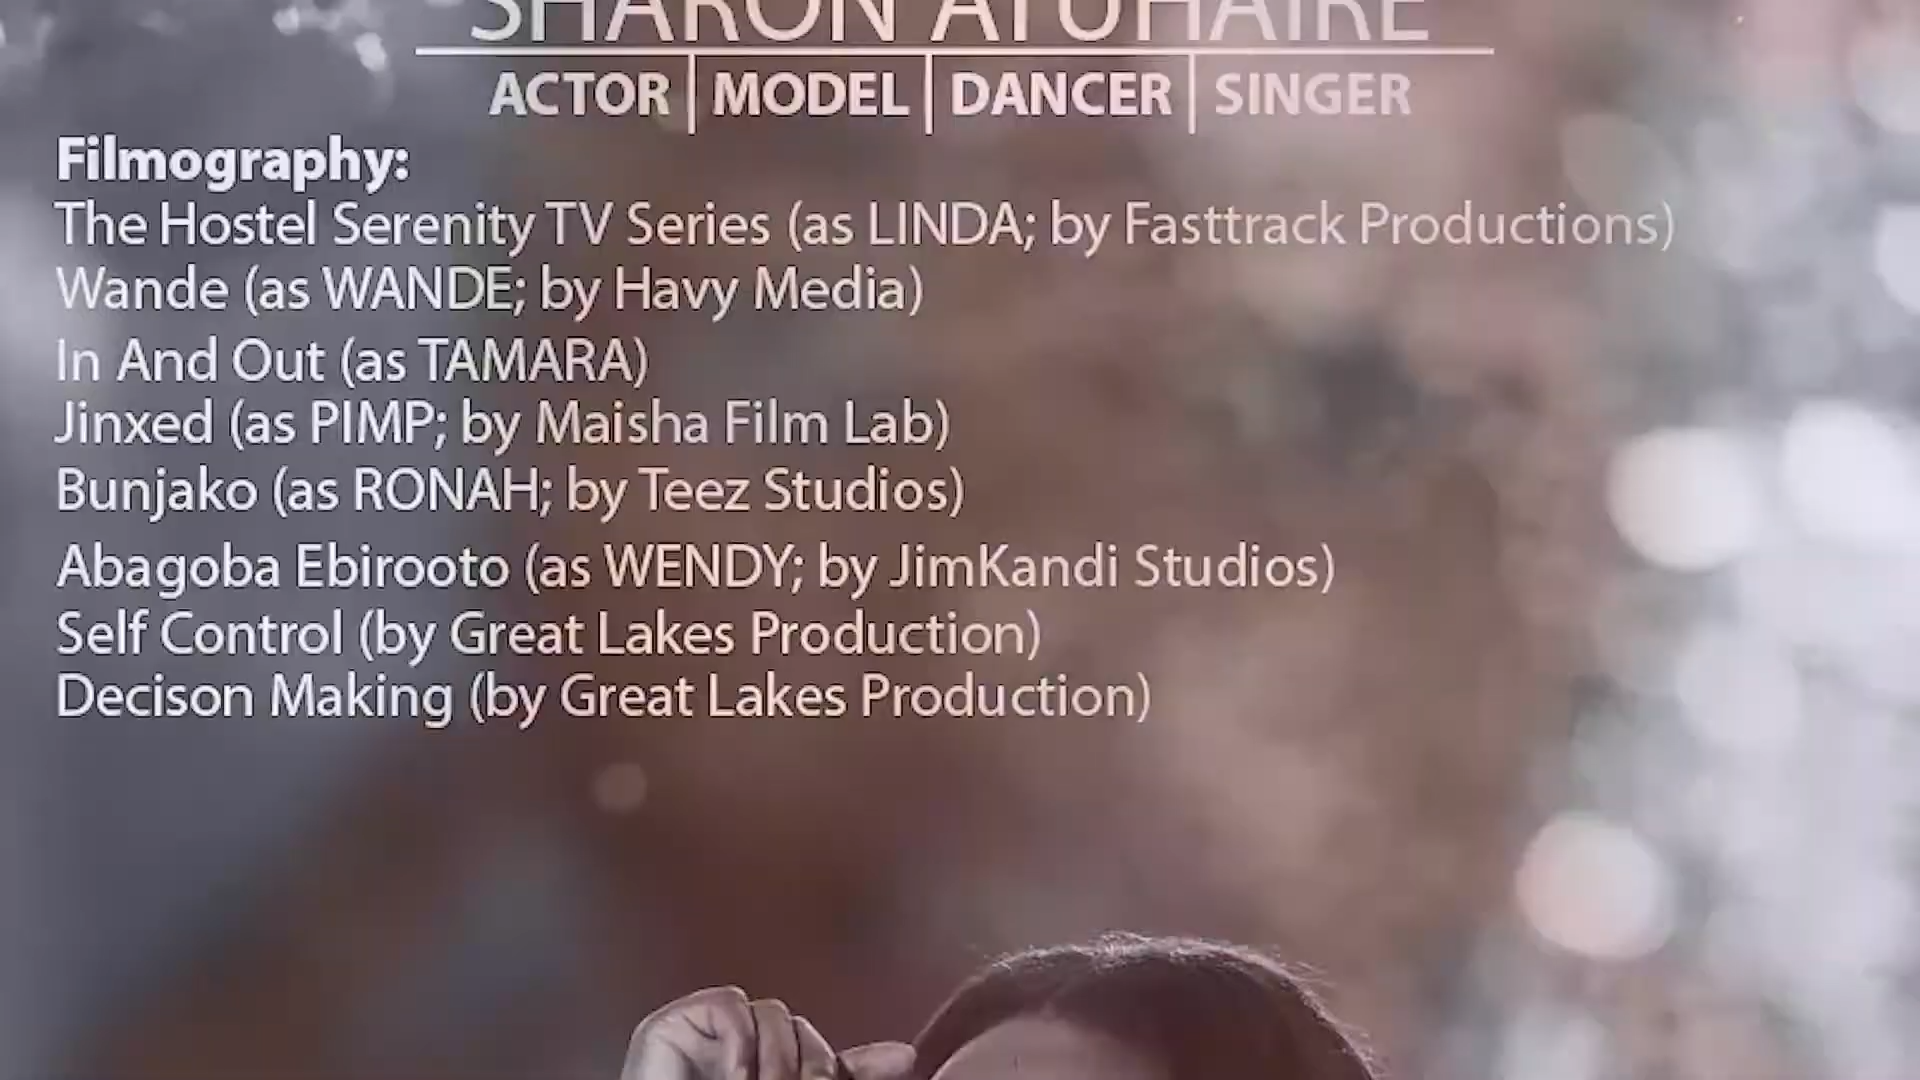 SHARON ATUHAIRE
ACTOR | MODEL | DANCER | SINGER
Filmography:
The Hostel Serenity TV Series (as LINDA; by Fasttrack Productions)
Wande (as WANDE; by Havy Media)
In And Out (as TAMARA)
Jinxed (as PIMP; by Maisha Film Lab)
Bunjako (as RONAH; by Teez Studios)
Abagoba Ebirooto (as WENDY; by JimKandi Studios)
Self Control (by Great Lakes Production)
Decison Making (by Great Lakes Production)